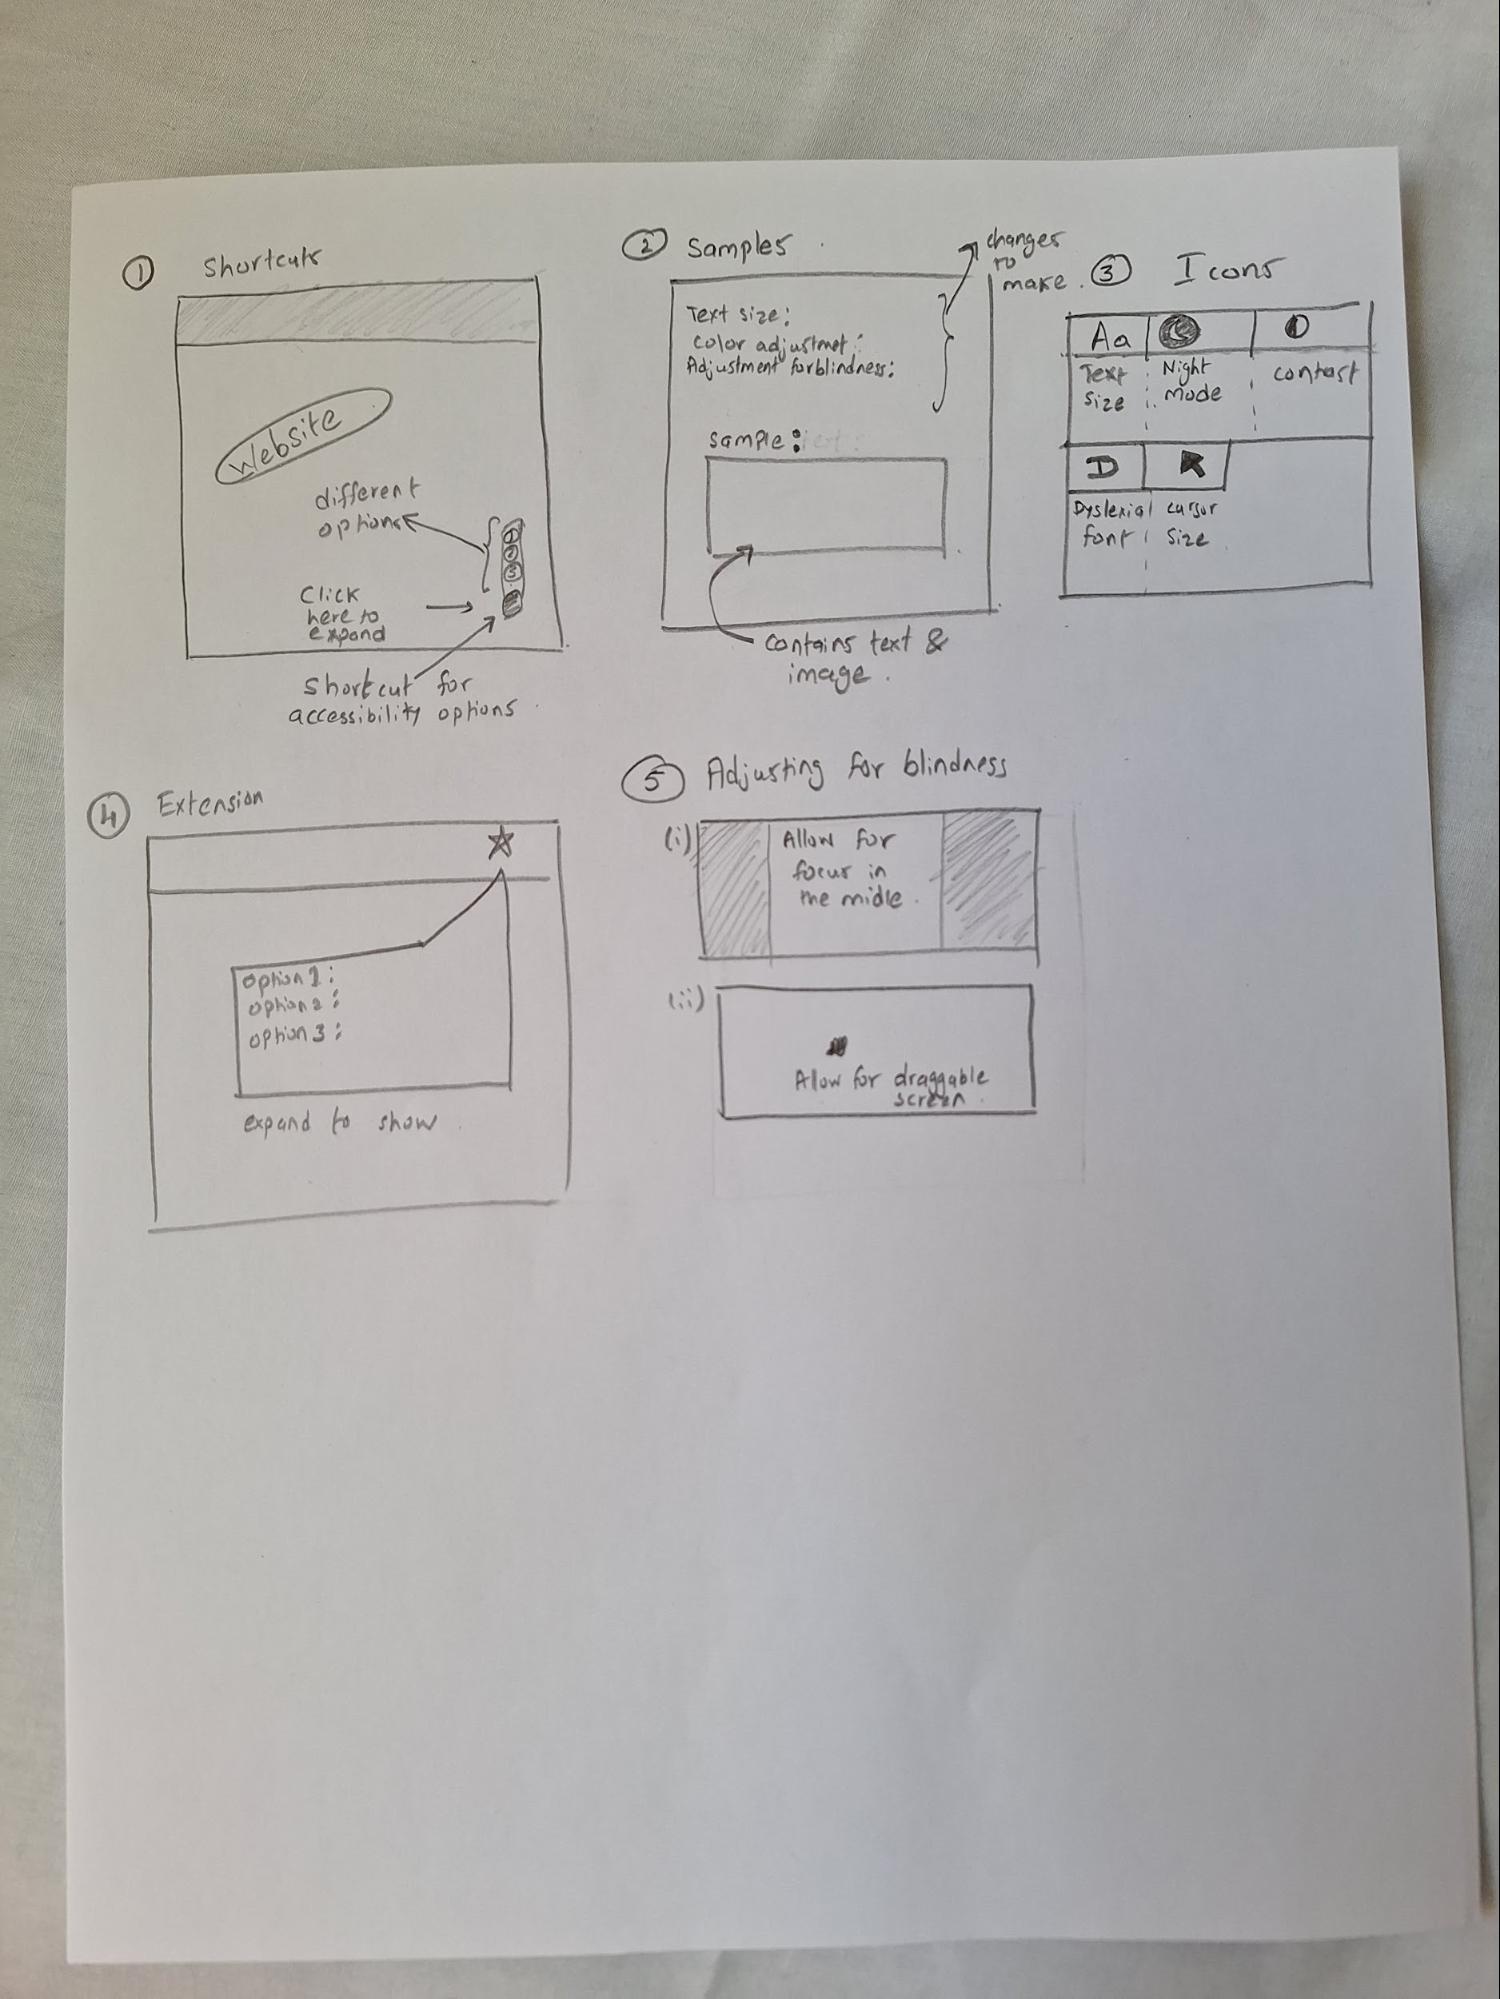 ① Shortcuts
Website
different
options
1
2
3
Click
here to
expand
Shortcut for
accessibility options
② Samples
changes
to
make.
Text size:
Color adjustmet:
Adjustment for blindness:
Sample:
Contains text &
image.
③ Icons
Aa
Text
size
Night
mode
contast
D
Dyslexial
font
cursor
size
④ Extension
option 1:
option 2:
option 3:
expand to show
⑤ Adjusting for blindness
(i)
Allow for
focus in
the midle.
(ii)
Allow for draggable
screen.